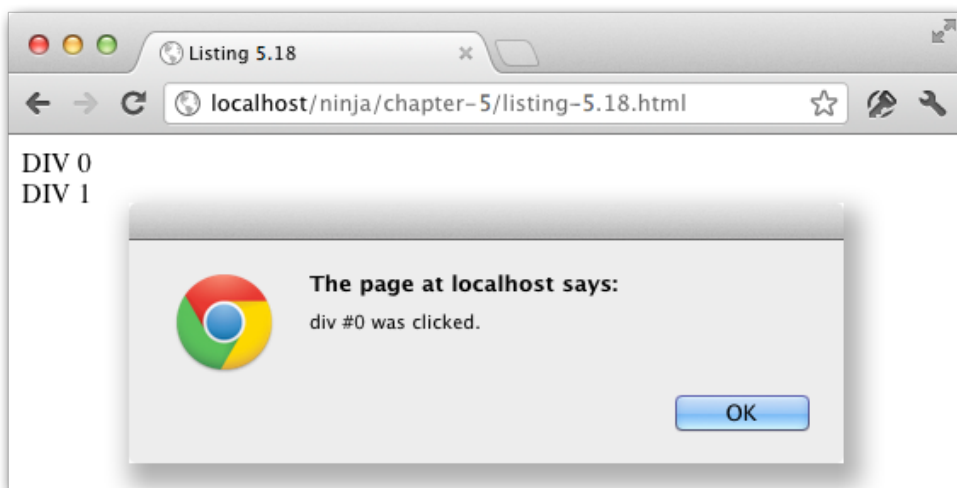 Listing 5.18
localhost/ninja/chapter-5/listing-5.18.html
DIV 0
DIV 1
The page at localhost says:
div #0 was clicked.
OK